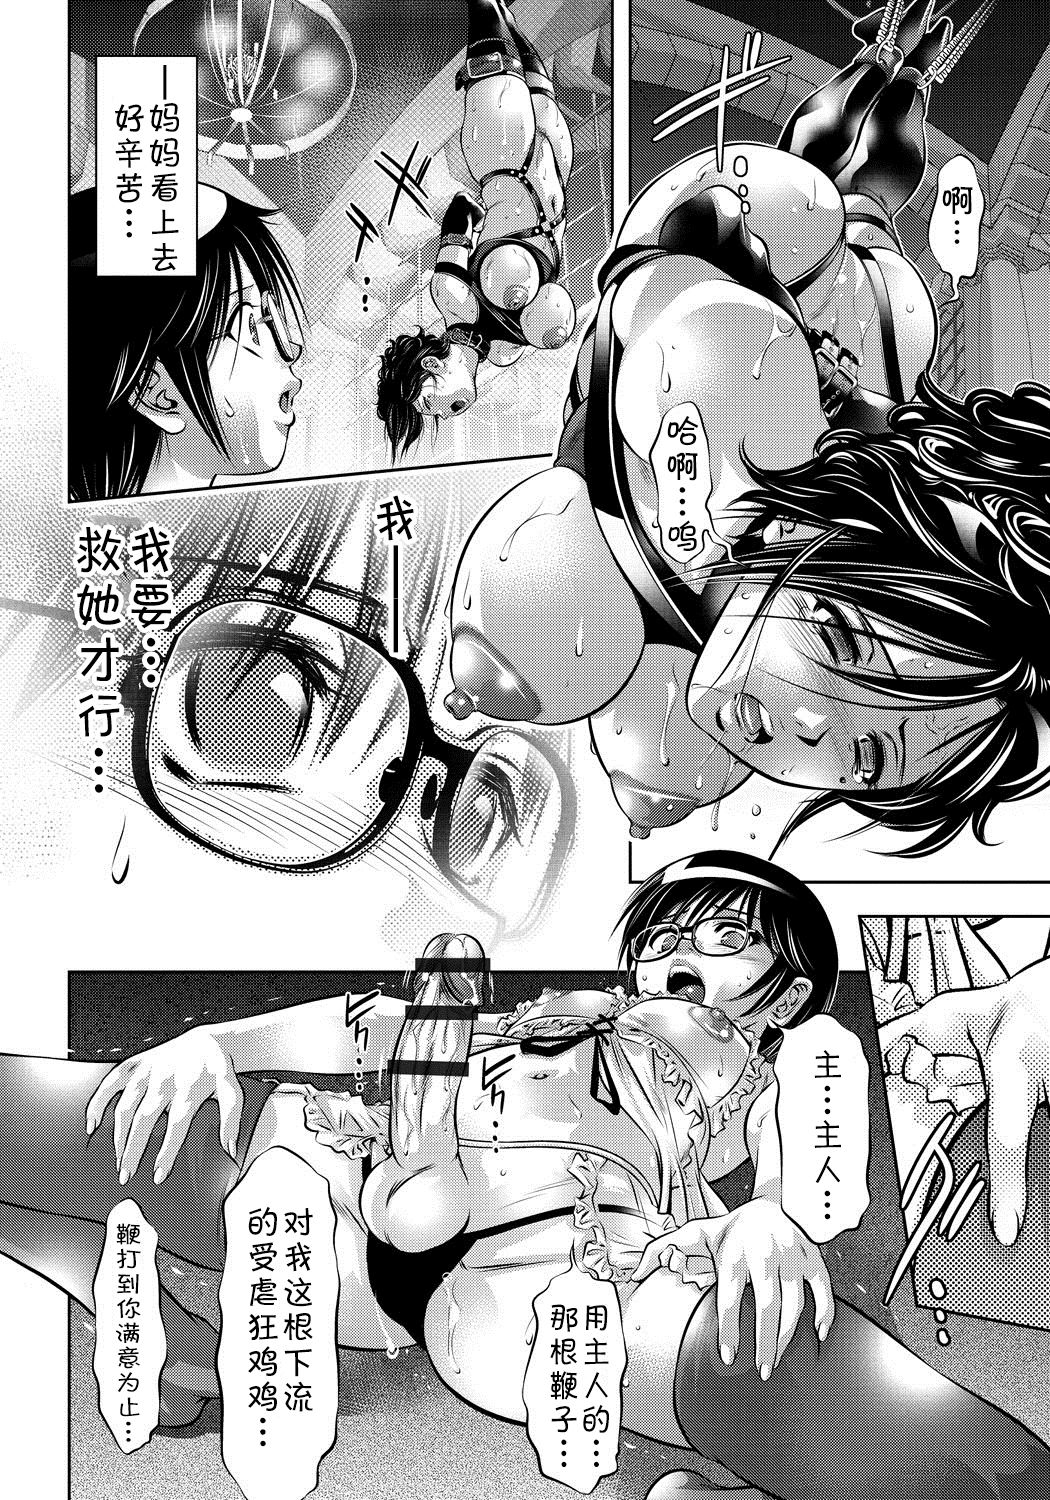 啊…
哈啊…呜
—妈妈看上去
好辛苦…
我——
我要…
救她才行…
主…主人…
用主人的…
那根鞭子…
对我这根下流
的受虐狂鸡鸡…
鞭打到你满意为止…